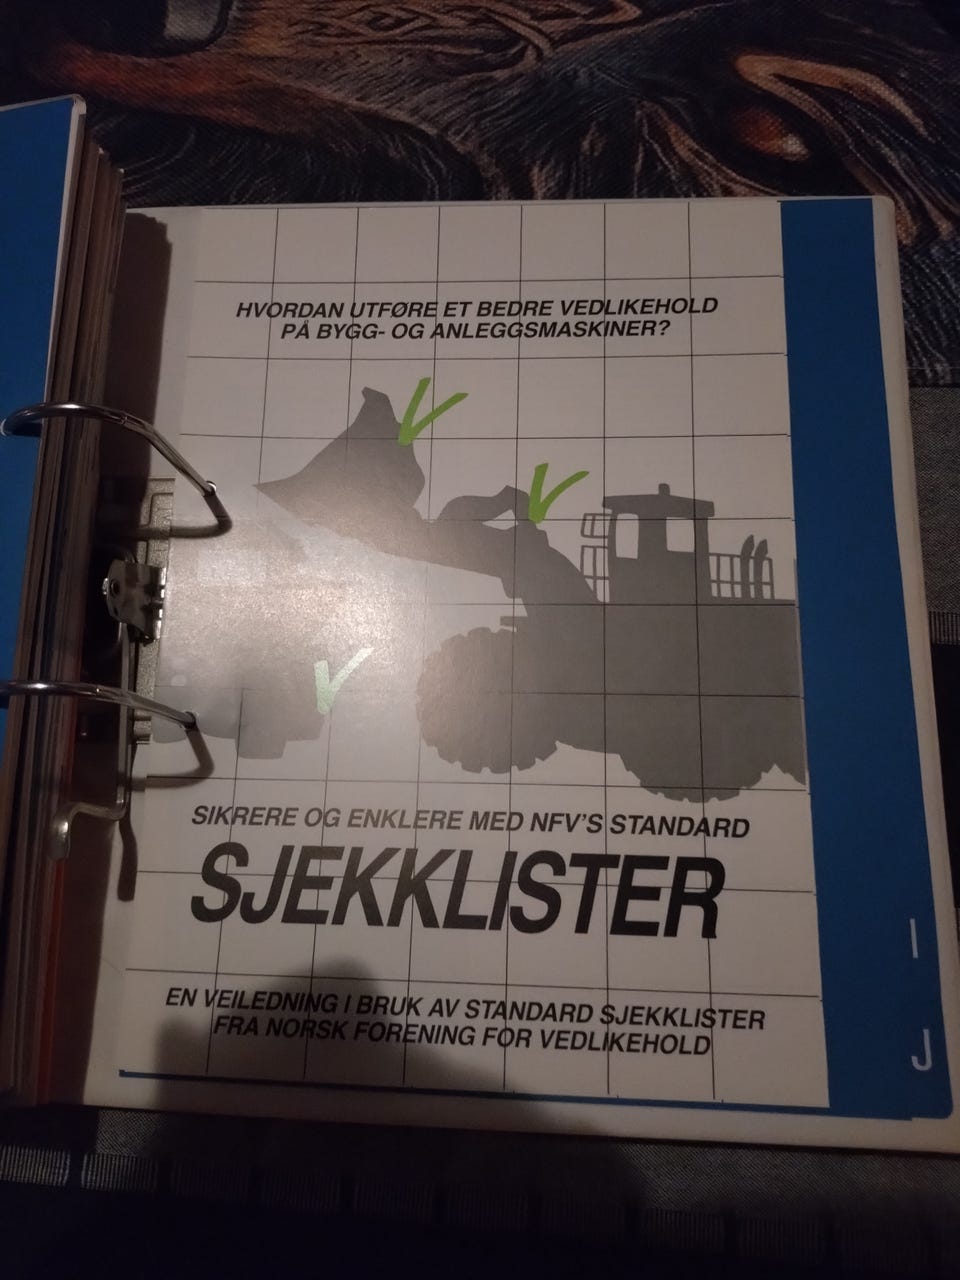 HVORDAN UTFØRE ET BEDRE VEDLIKEHOLD
PÅ BYGG- OG ANLEGGSMASKINER?
SIKRERE OG ENKLERE MED NFV'S STANDARD
SJEKKLISTER
EN VEILEDNING I BRUK AV STANDARD SJEKKLISTER
FRA NORSK FORENING FOR VEDLIKEHOLD
I
J